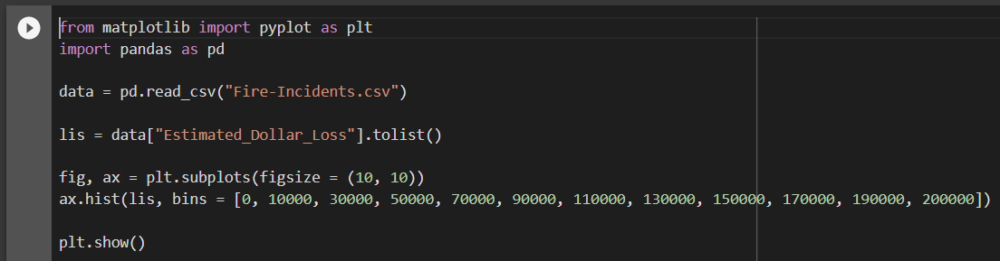 from matplotlib import pyplot as plt
import pandas as pd
data = pd.read_csv("Fire-Incidents.csv")
lis = data["Estimated_Dollar_Loss"].tolist()
fig, ax = plt.subplots(figsize = (10, 10))
ax.hist(lis, bins = [0, 10000, 30000, 50000, 70000, 90000, 110000, 130000, 150000, 170000, 190000, 200000])
plt.show()